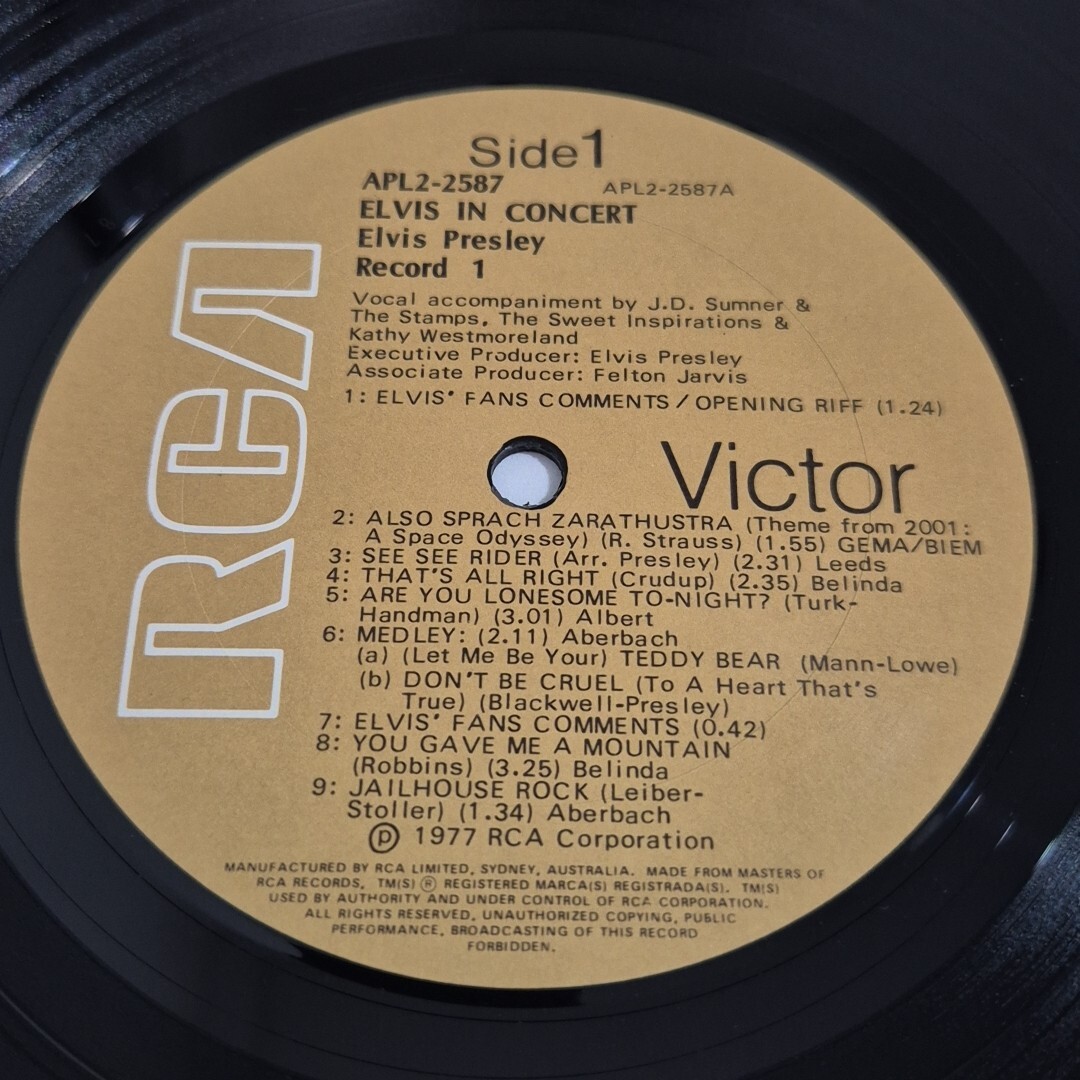 Side 1
APL2-2587 APL2-2587A
ELVIS IN CONCERT
Elvis Presley
Record 1
Vocal accompaniment by J.D. Sumner &
The Stamps, The Sweet Inspirations &
Kathy Westmoreland
Executive Producer: Elvis Presley
Associate Producer: Felton Jarvis
1: ELVIS' FANS COMMENTS / OPENING RIFF (1.24)
RCA
Victor
2: ALSO SPRACH ZARATHUSTRA (Theme from 2001:
A Space Odyssey) (R. Strauss) (1.55) GEMA/BIEM
3: SEE SEE RIDER (Arr. Presley) (2.31) Leeds
4: THAT'S ALL RIGHT (Crudup) (2.35) Belinda
5: ARE YOU LONESOME TO-NIGHT? (Turk-
Handman) (3.01) Albert
6: MEDLEY: (2.11) Aberbach
(a) (Let Me Be Your) TEDDY BEAR (Mann-Lowe)
(b) DON'T BE CRUEL (To A Heart That's
True) (Blackwell-Presley)
7: ELVIS' FANS COMMENTS (0.42)
8: YOU GAVE ME A MOUNTAIN
(Robbins) (3.25) Belinda
9: JAILHOUSE ROCK (Leiber-
Stoller) (1.34) Aberbach
℗ 1977 RCA Corporation
MANUFACTURED BY RCA LIMITED, SYDNEY, AUSTRALIA. MADE FROM MASTERS OF
RCA RECORDS, TM(S) ® REGISTERED MARCA(S) REGISTRADA(S). TM(S)
USED BY AUTHORITY AND UNDER CONTROL OF RCA CORPORATION.
ALL RIGHTS RESERVED, UNAUTHORIZED COPYING, PUBLIC
PERFORMANCE, BROADCASTING OF THIS RECORD
FORBIDDEN.